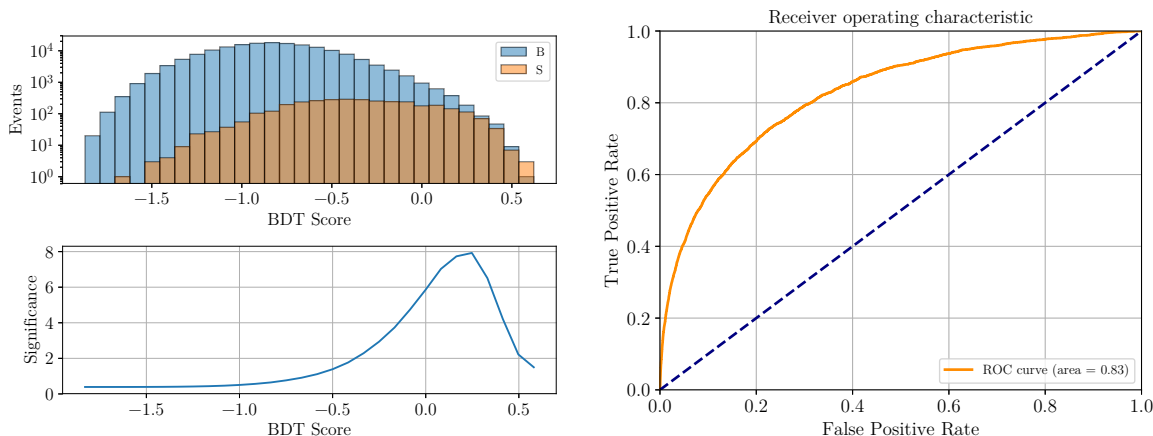 Events
10⁴
10³
10²
10¹
10⁰
B
S
−1.5 −1.0 −0.5 0.0 0.5
BDT Score
Significance
8
6
4
2
0
−1.5 −1.0 −0.5 0.0 0.5
BDT Score
Receiver operating characteristic
True Positive Rate
1.0
0.8
0.6
0.4
0.2
0.0
ROC curve (area = 0.83)
0.0 0.2 0.4 0.6 0.8 1.0
False Positive Rate